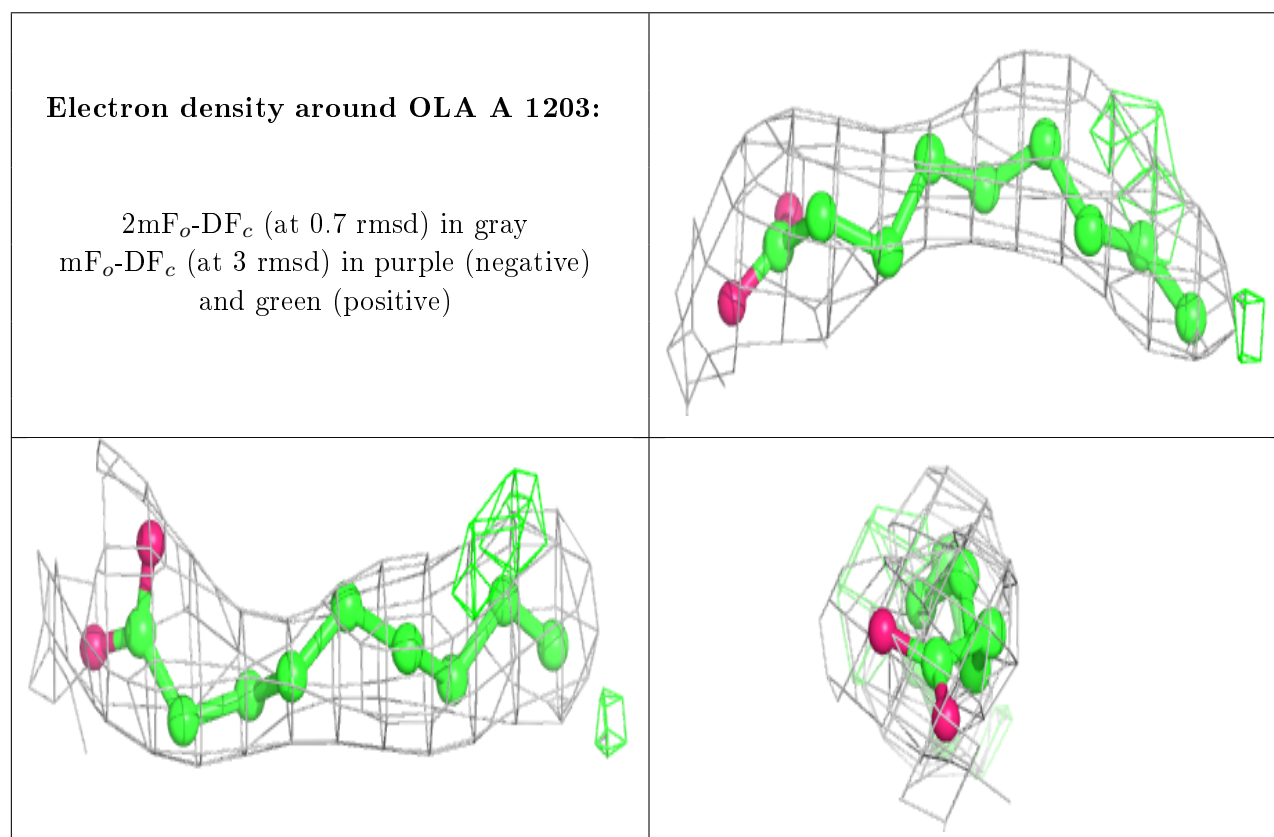 Electron density around OLA A 1203:
2mFo-DFc (at 0.7 rmsd) in gray
mFo-DFc (at 3 rmsd) in purple (negative)
and green (positive)